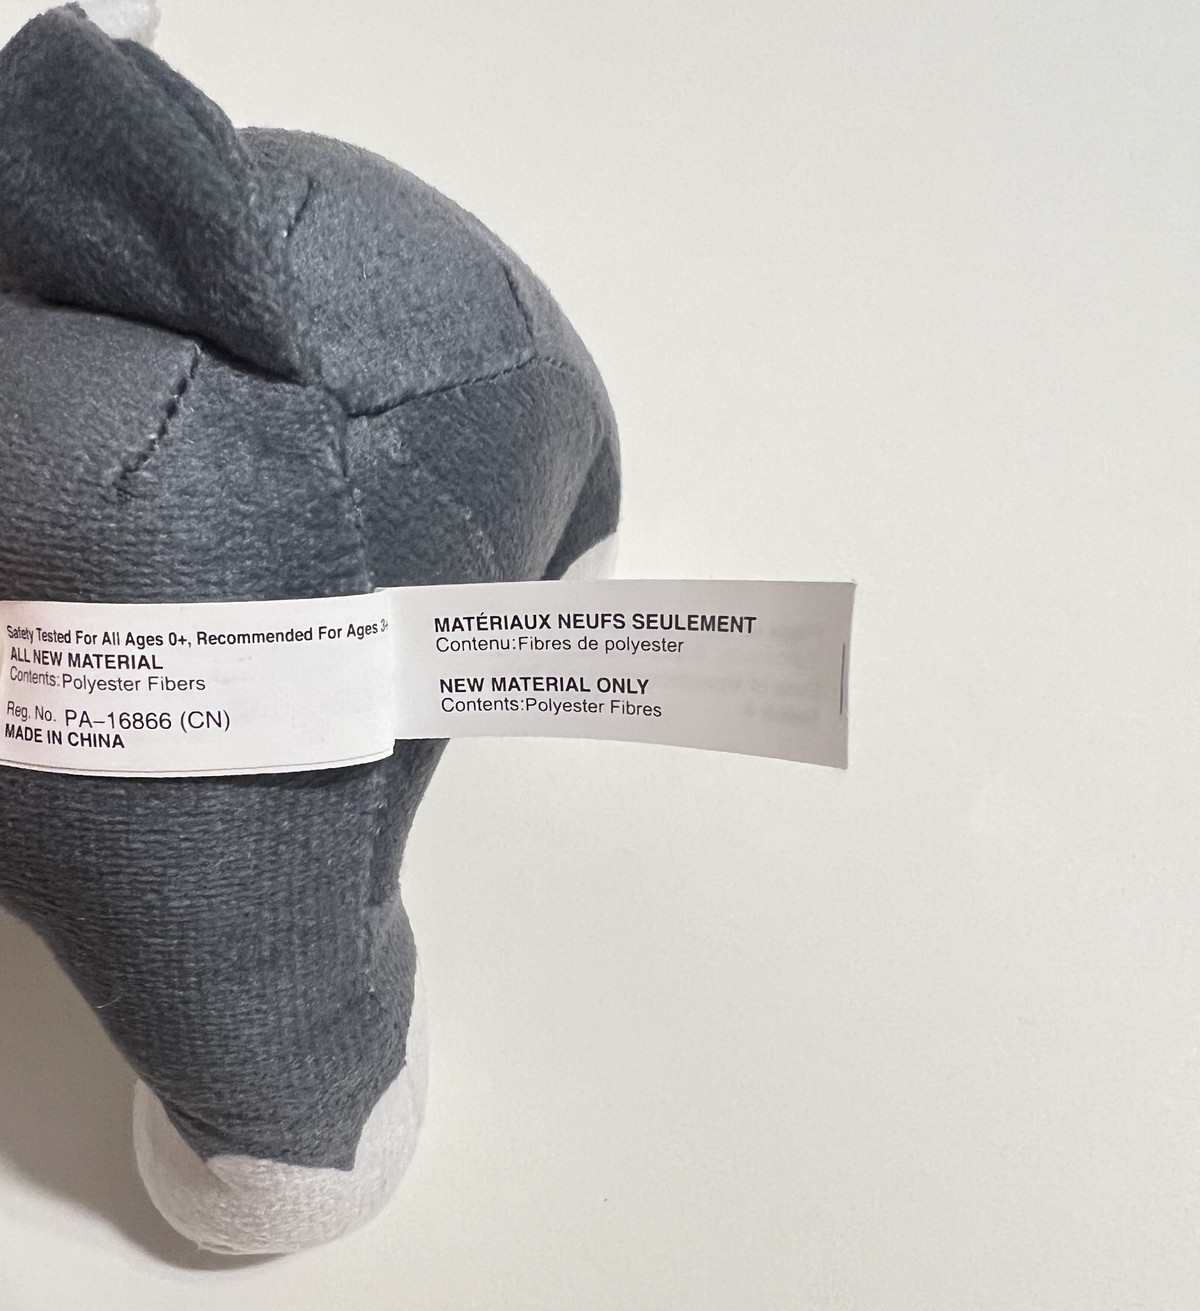 Safety Tested For All Ages 0+, Recommended For Ages 3+
ALL NEW MATERIAL
Contents:Polyester Fibers
Reg. No. PA–16866 (CN)
MADE IN CHINA
MATÉRIAUX NEUFS SEULEMENT
Contenu:Fibres de polyester
NEW MATERIAL ONLY
Contents:Polyester Fibres